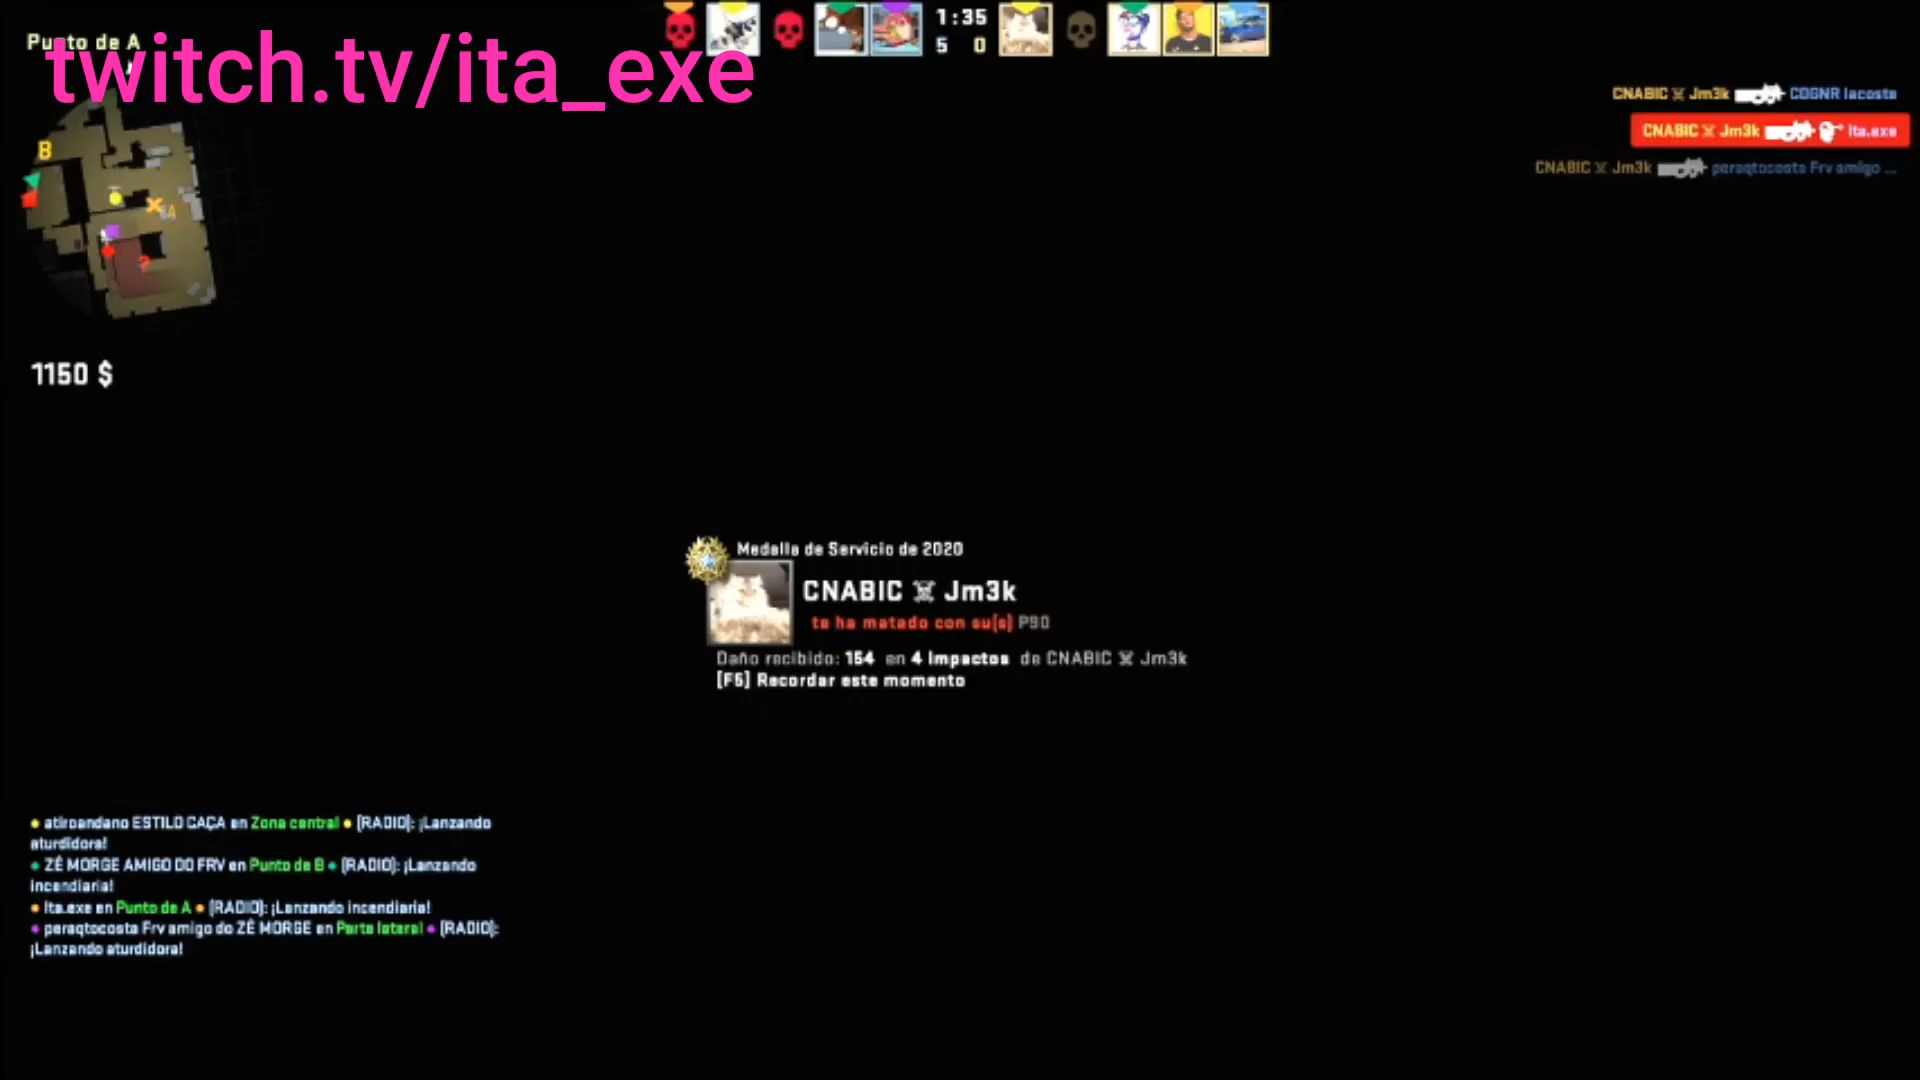 Punto de A
twitch.tv/ita_exe
1:35
5 0
CNABIC Jm3k COGNR lacoste
CNABIC Jm3k Ita.exe
CNABIC Jm3k peraqtocosta Frv amigo ...
B
A
?
1150 $
Medalla de Servicio de 2020
CNABIC Jm3k
te ha matado con su(s) P90
Daño recibido: 154 en 4 impactos de CNABIC Jm3k
[F5] Recordar este momento
atiroandano ESTILO CAÇA en Zona central • [RADIO]: ¡Lanzando
aturdidora!
ZÉ MORGE AMIGO DO FRV en Punto de B • [RADIO]: ¡Lanzando
incendiaria!
Ita.exe en Punto de A • [RADIO]: ¡Lanzando incendiaria!
peraqtocosta Frv amigo do ZÉ MORGE en Parte lateral • [RADIO]:
¡Lanzando aturdidora!